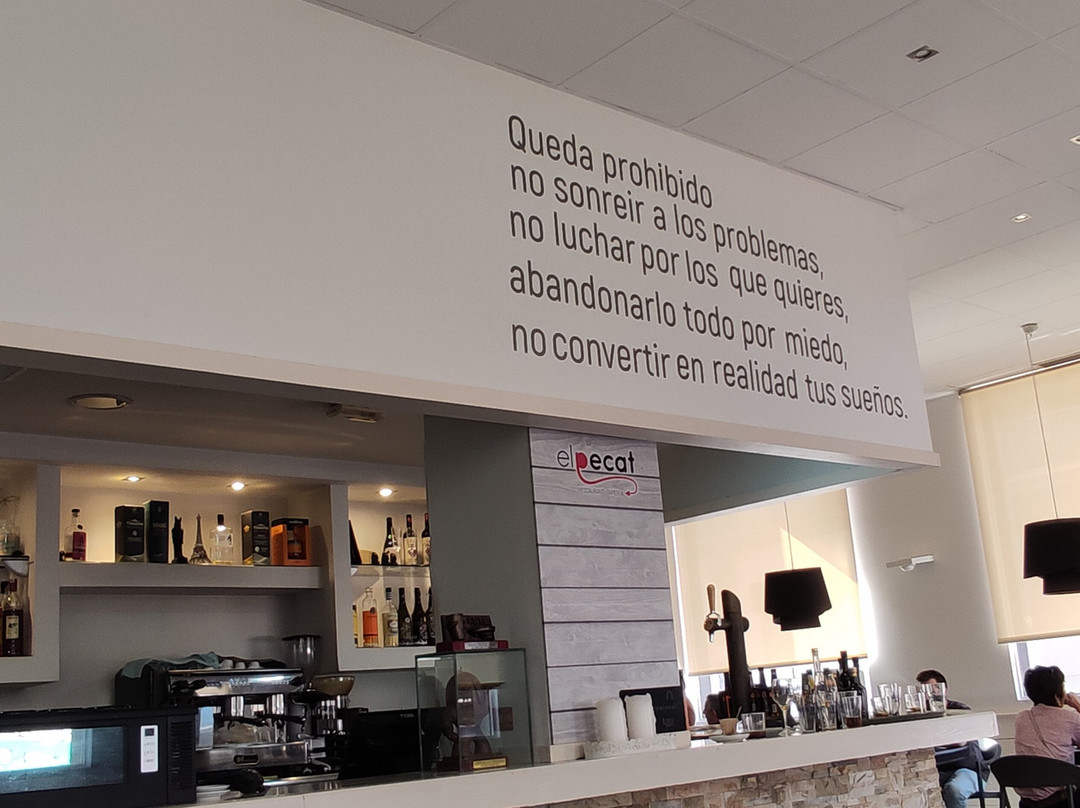 Queda prohibido
no sonreir a los problemas,
no luchar por los que quieres,
abandonarlo todo por miedo,
no convertir en realidad tus sueños.
elpecat